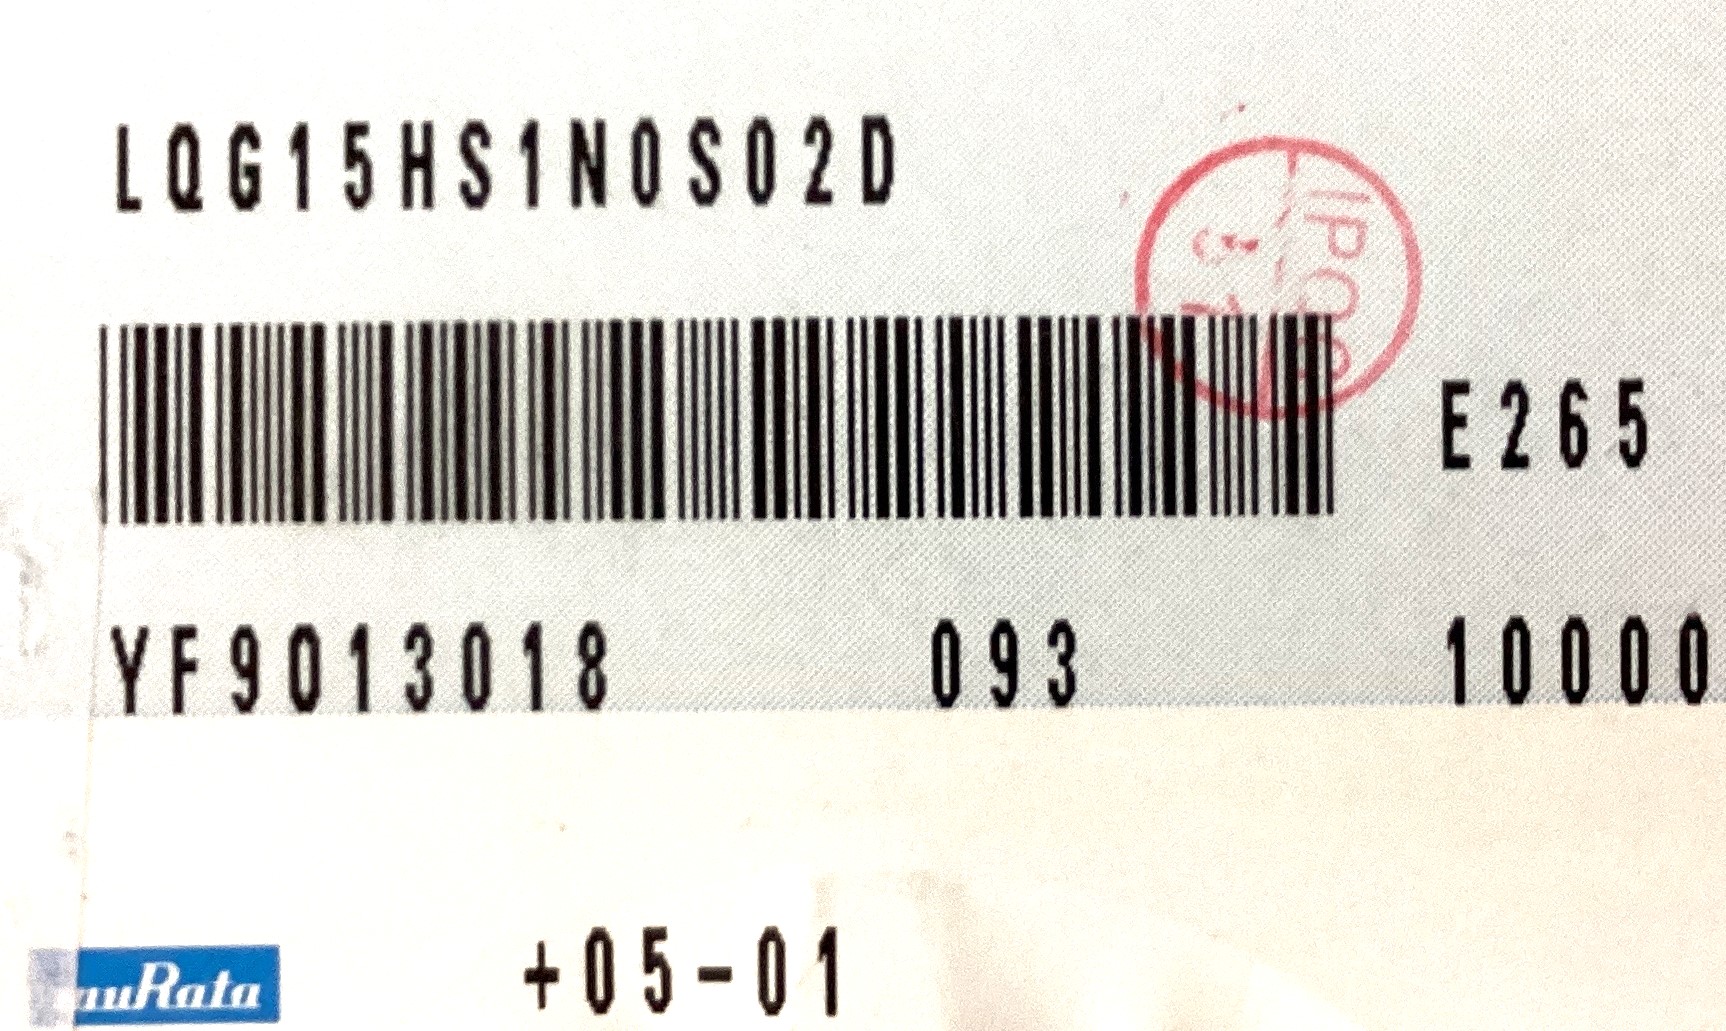 LQG15HS1N0S02D
E265
YF9013018 093 10000
muRata +05-01